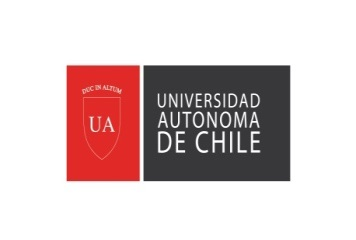 DUC IN ALTUM
UA
UNIVERSIDAD
AUTONOMA
DE CHILE